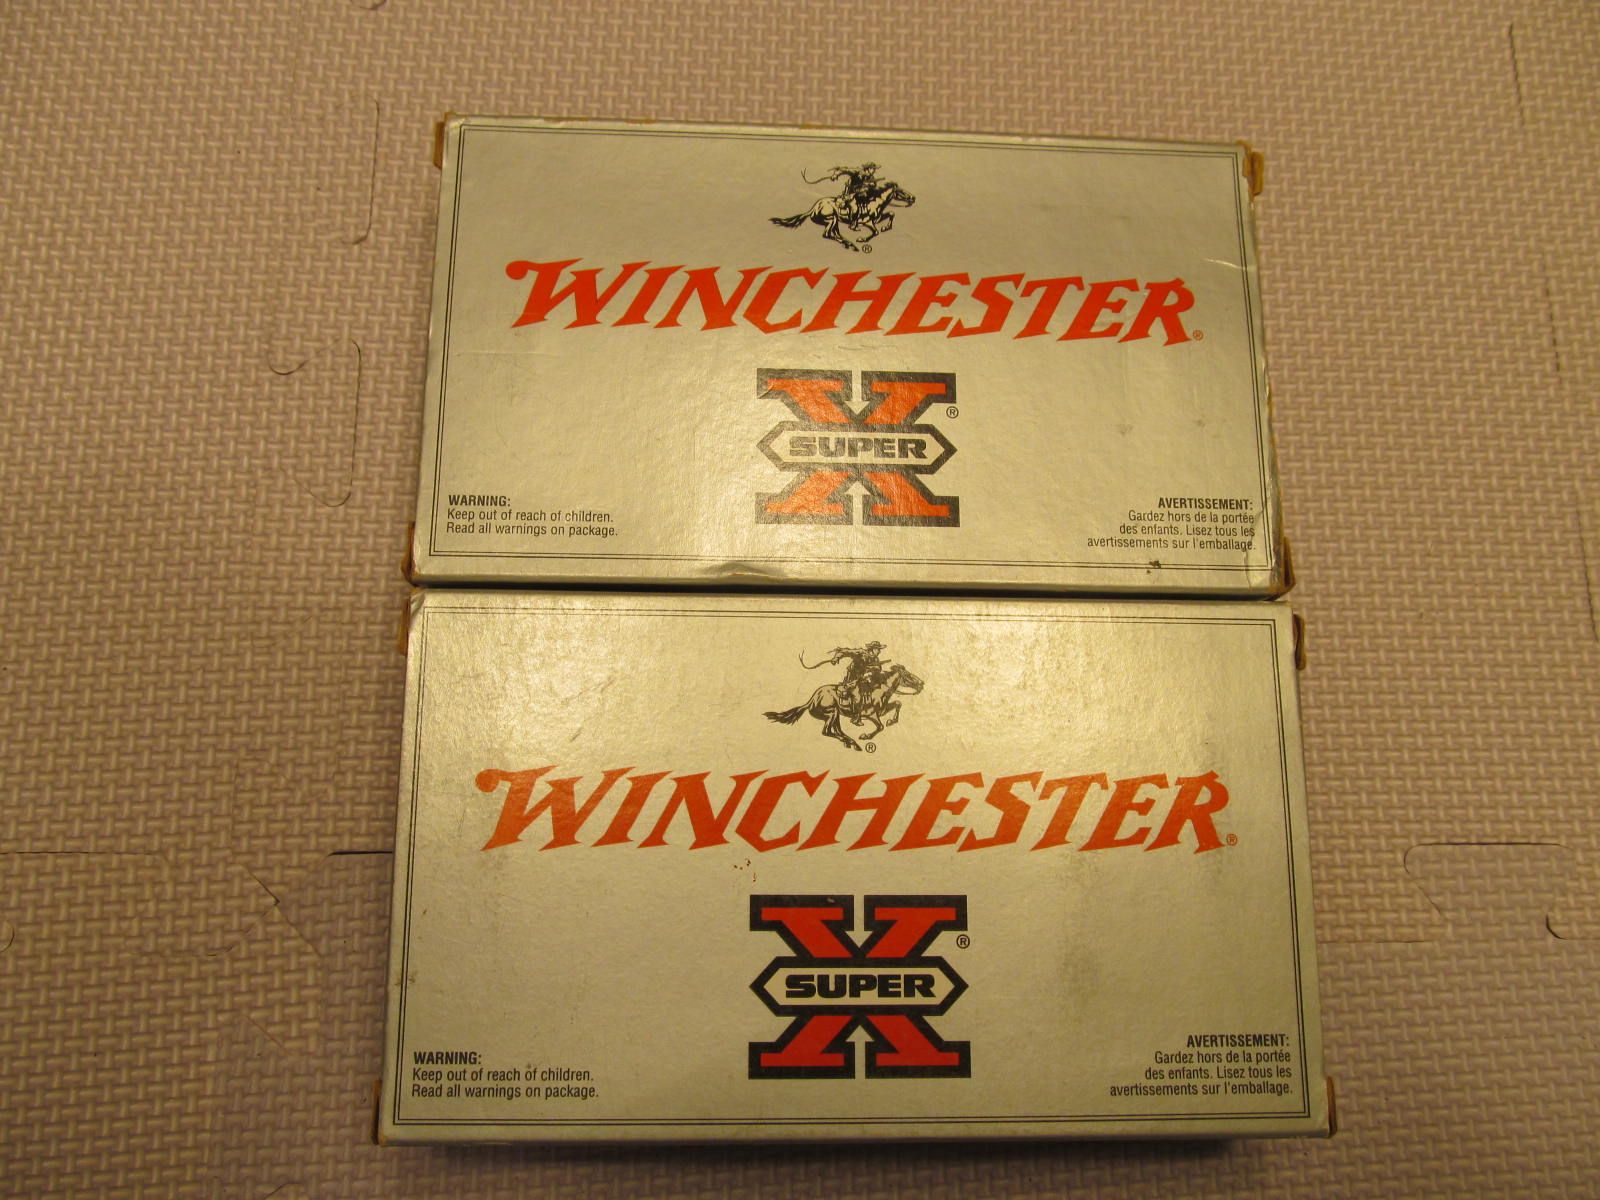 ®
WINCHESTER®
X®
SUPER
WARNING:
Keep out of reach of children.
Read all warnings on package.
AVERTISSEMENT:
Gardez hors de la portée
des enfants. Lisez tous les
avertissements sur l'emballage.
®
WINCHESTER®
X®
SUPER
WARNING:
Keep out of reach of children.
Read all warnings on package.
AVERTISSEMENT:
Gardez hors de la portée
des enfants. Lisez tous les
avertissements sur l'emballage.